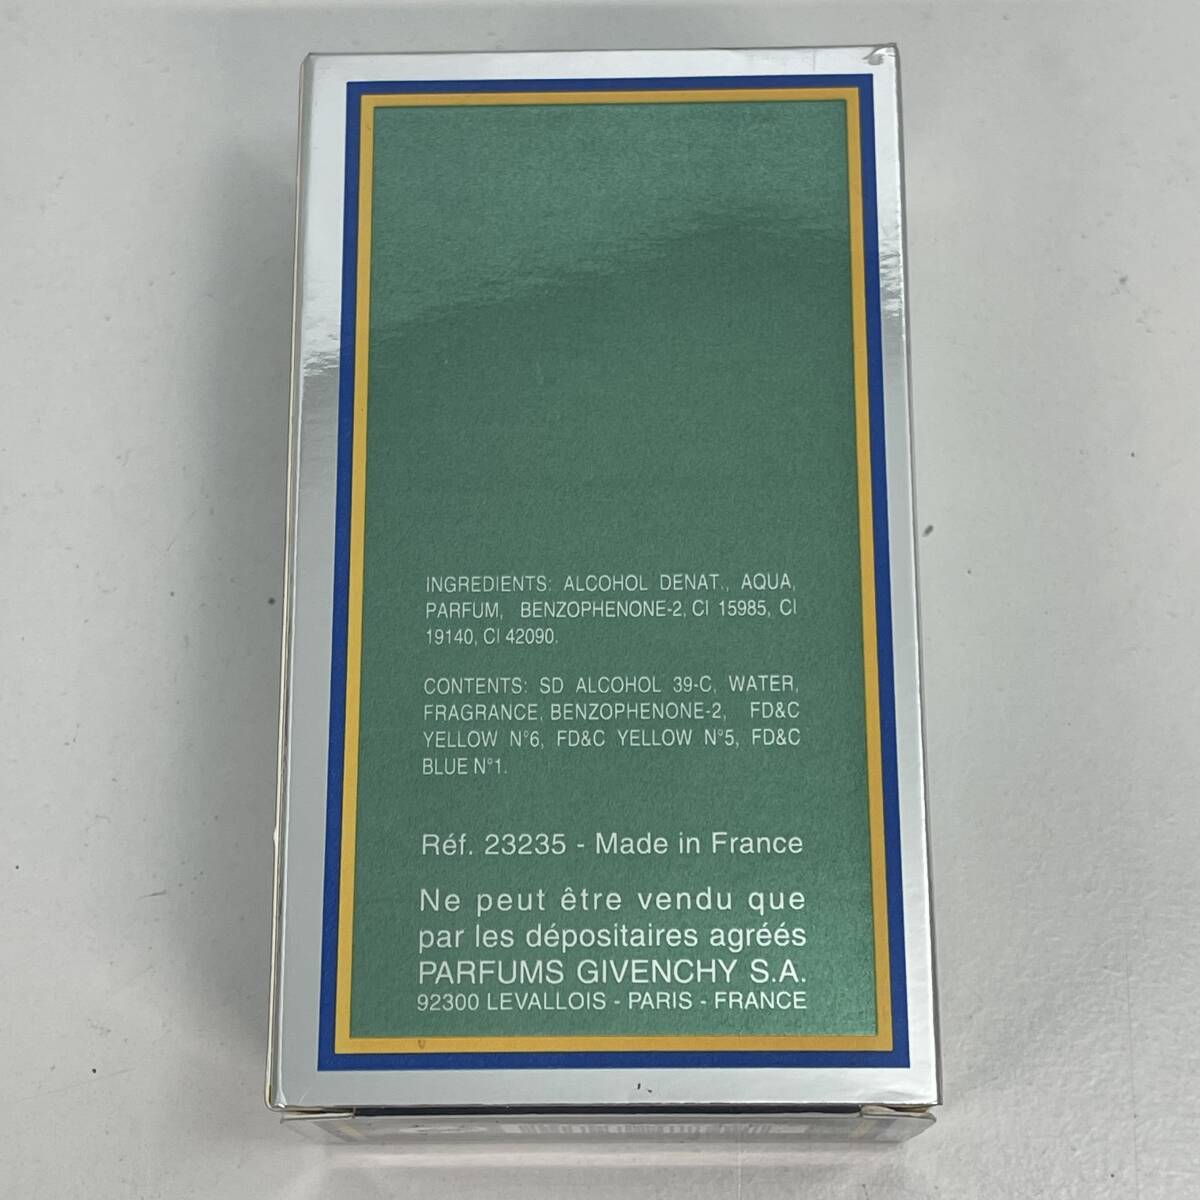 INGREDIENTS: ALCOHOL DENAT., AQUA,
PARFUM, BENZOPHENONE-2, CI 15985, CI
19140, CI 42090.
CONTENTS: SD ALCOHOL 39-C, WATER,
FRAGRANCE, BENZOPHENONE-2, FD&C
YELLOW N°6, FD&C YELLOW N°5, FD&C
BLUE N°1.
Réf. 23235 - Made in France
Ne peut être vendu que
par les dépositaires agréés
PARFUMS GIVENCHY S.A.
92300 LEVALLOIS - PARIS - FRANCE